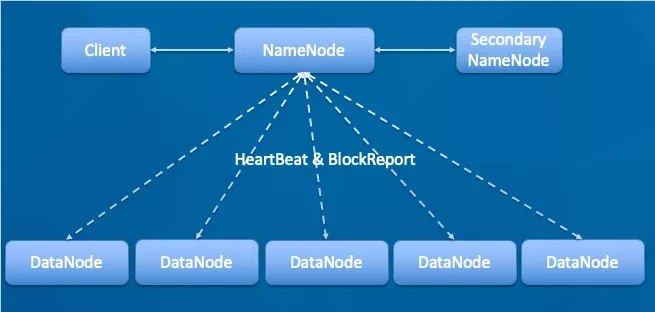 Client
NameNode
Secondary
NameNode
HeartBeat & BlockReport
DataNode
DataNode
DataNode
DataNode
DataNode